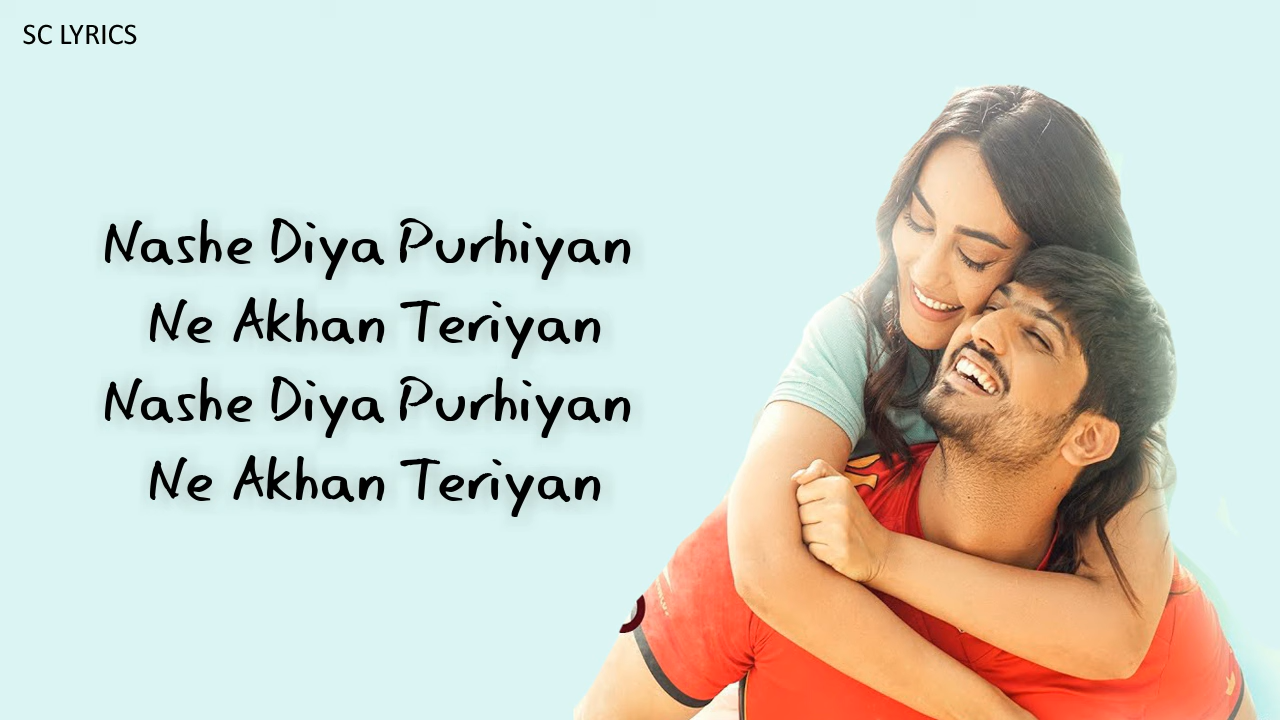 SC LYRICS
Nashe Diya Purhiyan
Ne Akhan Teriyan
Nashe Diya Purhiyan
Ne Akhan Teriyan